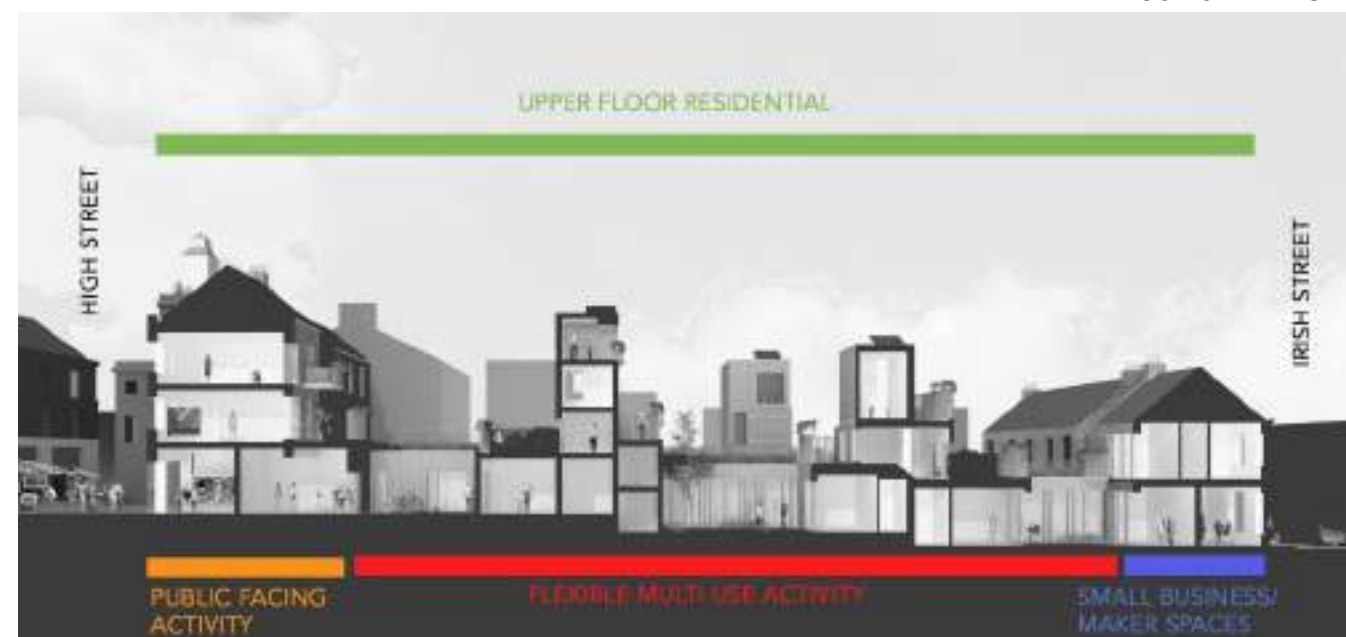 UPPER FLOOR RESIDENTIAL
HIGH STREET
IRISH STREET
PUBLIC FACING
ACTIVITY
FLEXIBLE MULTI USE ACTIVITY
SMALL BUSINESS/
MAKER SPACES